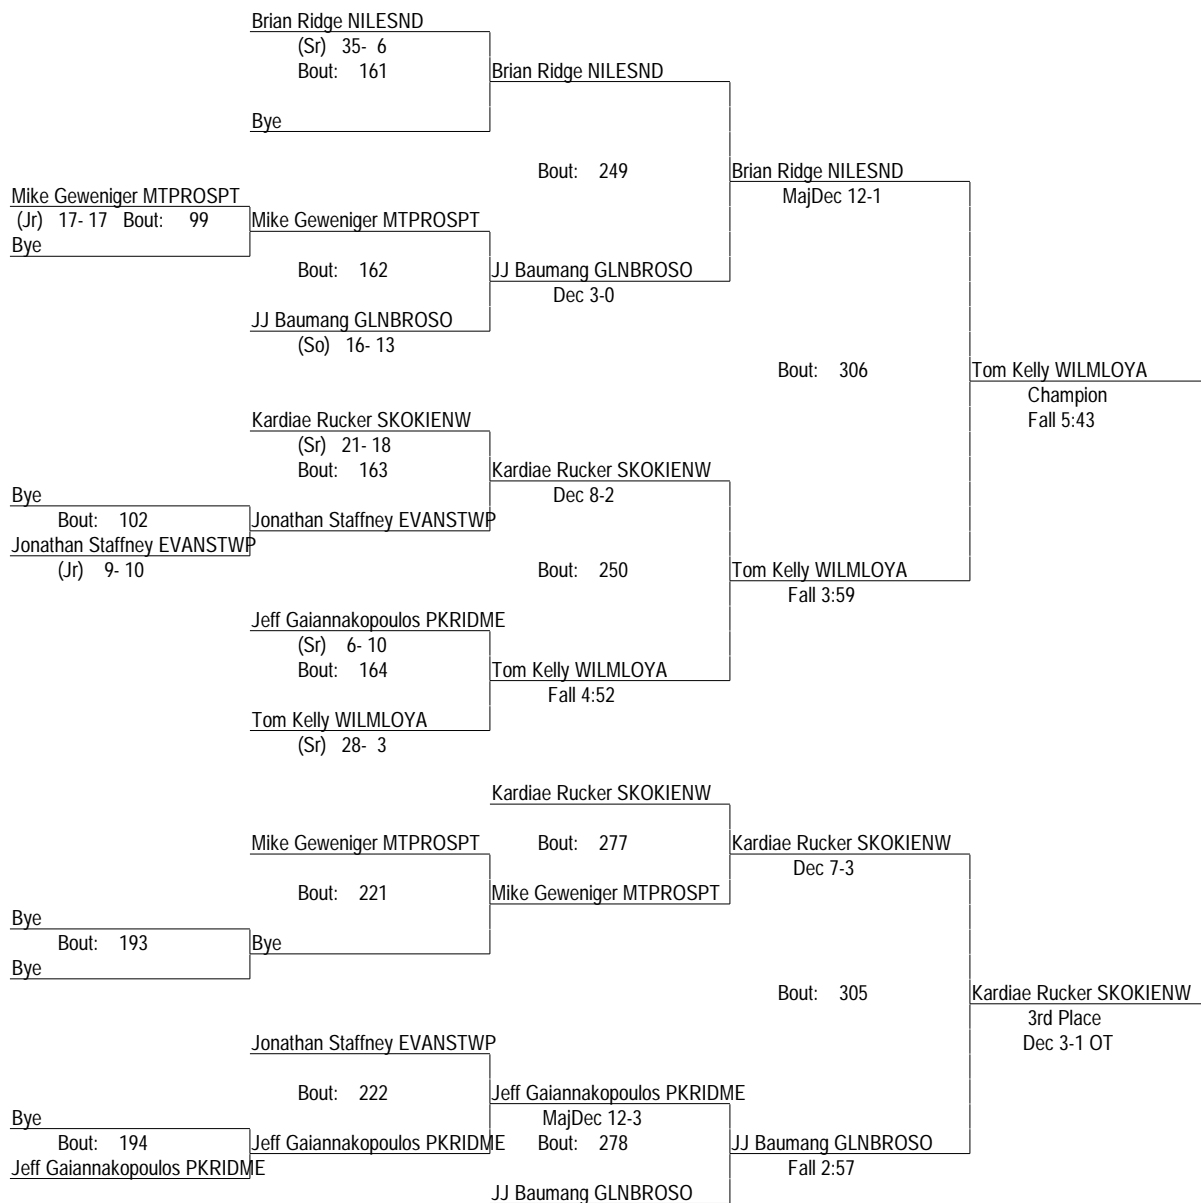 Brian Ridge NILESND
(Sr) 35- 6
Bout: 161
Brian Ridge NILESND
Bye
Bout: 249
Brian Ridge NILESND
MajDec 12-1
Mike Geweniger MTPROSPT
(Jr) 17- 17 Bout: 99
Mike Geweniger MTPROSPT
Bye
Bout: 162
JJ Baumang GLNBROSO
Dec 3-0
JJ Baumang GLNBROSO
(So) 16- 13
Bout: 306
Tom Kelly WILMLOYA
Champion
Fall 5:43
Kardiae Rucker SKOKIENW
(Sr) 21- 18
Bout: 163
Kardiae Rucker SKOKIENW
Dec 8-2
Bye
Bout: 102
Jonathan Staffney EVANSTWP
Jonathan Staffney EVANSTWP
(Jr) 9- 10
Bout: 250
Tom Kelly WILMLOYA
Fall 3:59
Jeff Gaiannakopoulos PKRIDME
(Sr) 6- 10
Bout: 164
Tom Kelly WILMLOYA
Fall 4:52
Tom Kelly WILMLOYA
(Sr) 28- 3
Kardiae Rucker SKOKIENW
Mike Geweniger MTPROSPT
Bout: 277
Kardiae Rucker SKOKIENW
Dec 7-3
Bout: 221
Mike Geweniger MTPROSPT
Bye
Bout: 193
Bye
Bye
Bout: 305
Kardiae Rucker SKOKIENW
3rd Place
Dec 3-1 OT
Jonathan Staffney EVANSTWP
Bout: 222
Jeff Gaiannakopoulos PKRIDME
MajDec 12-3
Bye
Bout: 194
Jeff Gaiannakopoulos PKRIDME
Bout: 278
JJ Baumang GLNBROSO
Fall 2:57
Jeff Gaiannakopoulos PKRIDME
JJ Baumang GLNBROSO